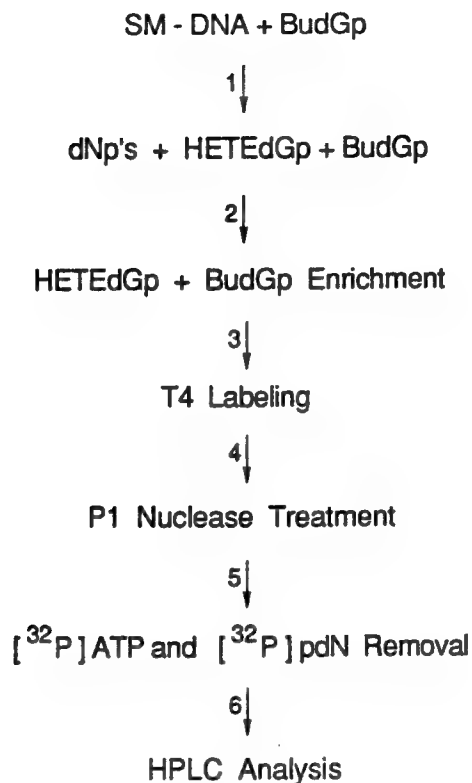 SM - DNA + BudGp
1
dNp's + HETEdGp + BudGp
2
HETEdGp + BudGp Enrichment
3
T4 Labeling
4
P1 Nuclease Treatment
5
[³²P]ATP and [³²P]pdN Removal
6
HPLC Analysis